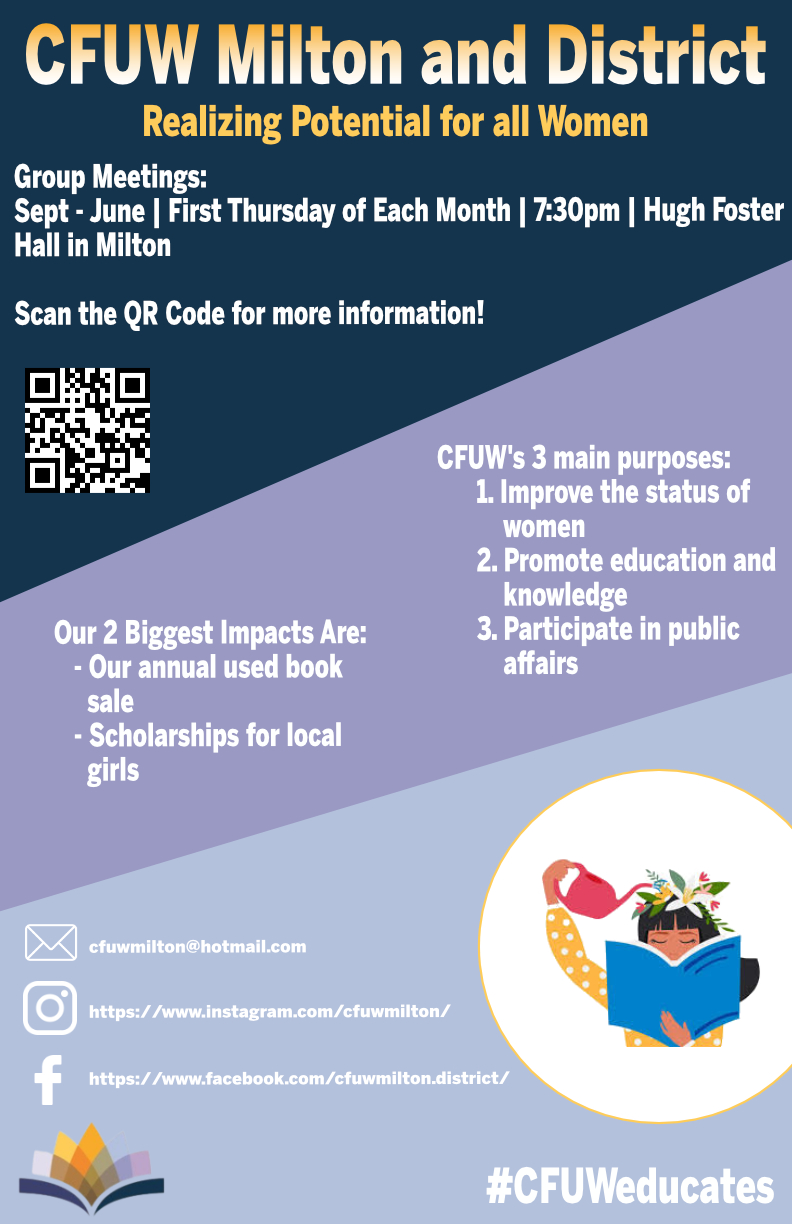 CFUW Milton and District
Realizing Potential for all Women
Group Meetings:
Sept - June | First Thursday of Each Month | 7:30pm | Hugh Foster
Hall in Milton
Scan the QR Code for more information!
CFUW's 3 main purposes:
1. Improve the status of
women
2. Promote education and
knowledge
3. Participate in public
affairs
Our 2 Biggest Impacts Are:
- Our annual used book
sale
- Scholarships for local
girls
cfuwmilton@hotmail.com
https://www.instagram.com/cfuwmilton/
https://www.facebook.com/cfuwmilton.district/
#CFUWeducates